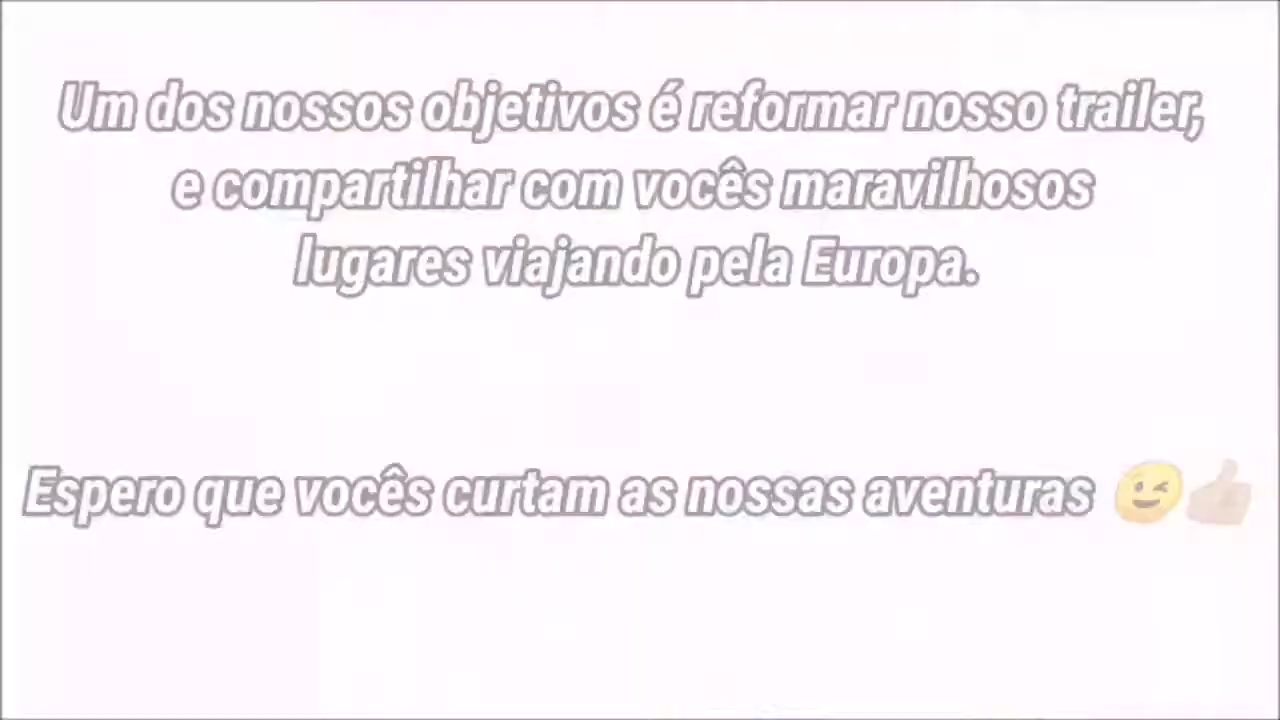 Um dos nossos objetivos é reformar nosso trailer,
e compartilhar com vocês maravilhosos
lugares viajando pela Europa.
Espero que vocês curtam as nossas aventuras 😉👍